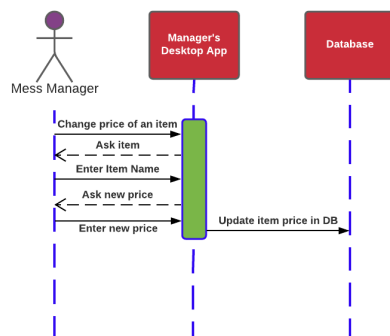 Manager's
Desktop App
Database
Mess Manager
Change price of an item
Ask item
Enter Item Name
Ask new price
Enter new price
Update item price in DB